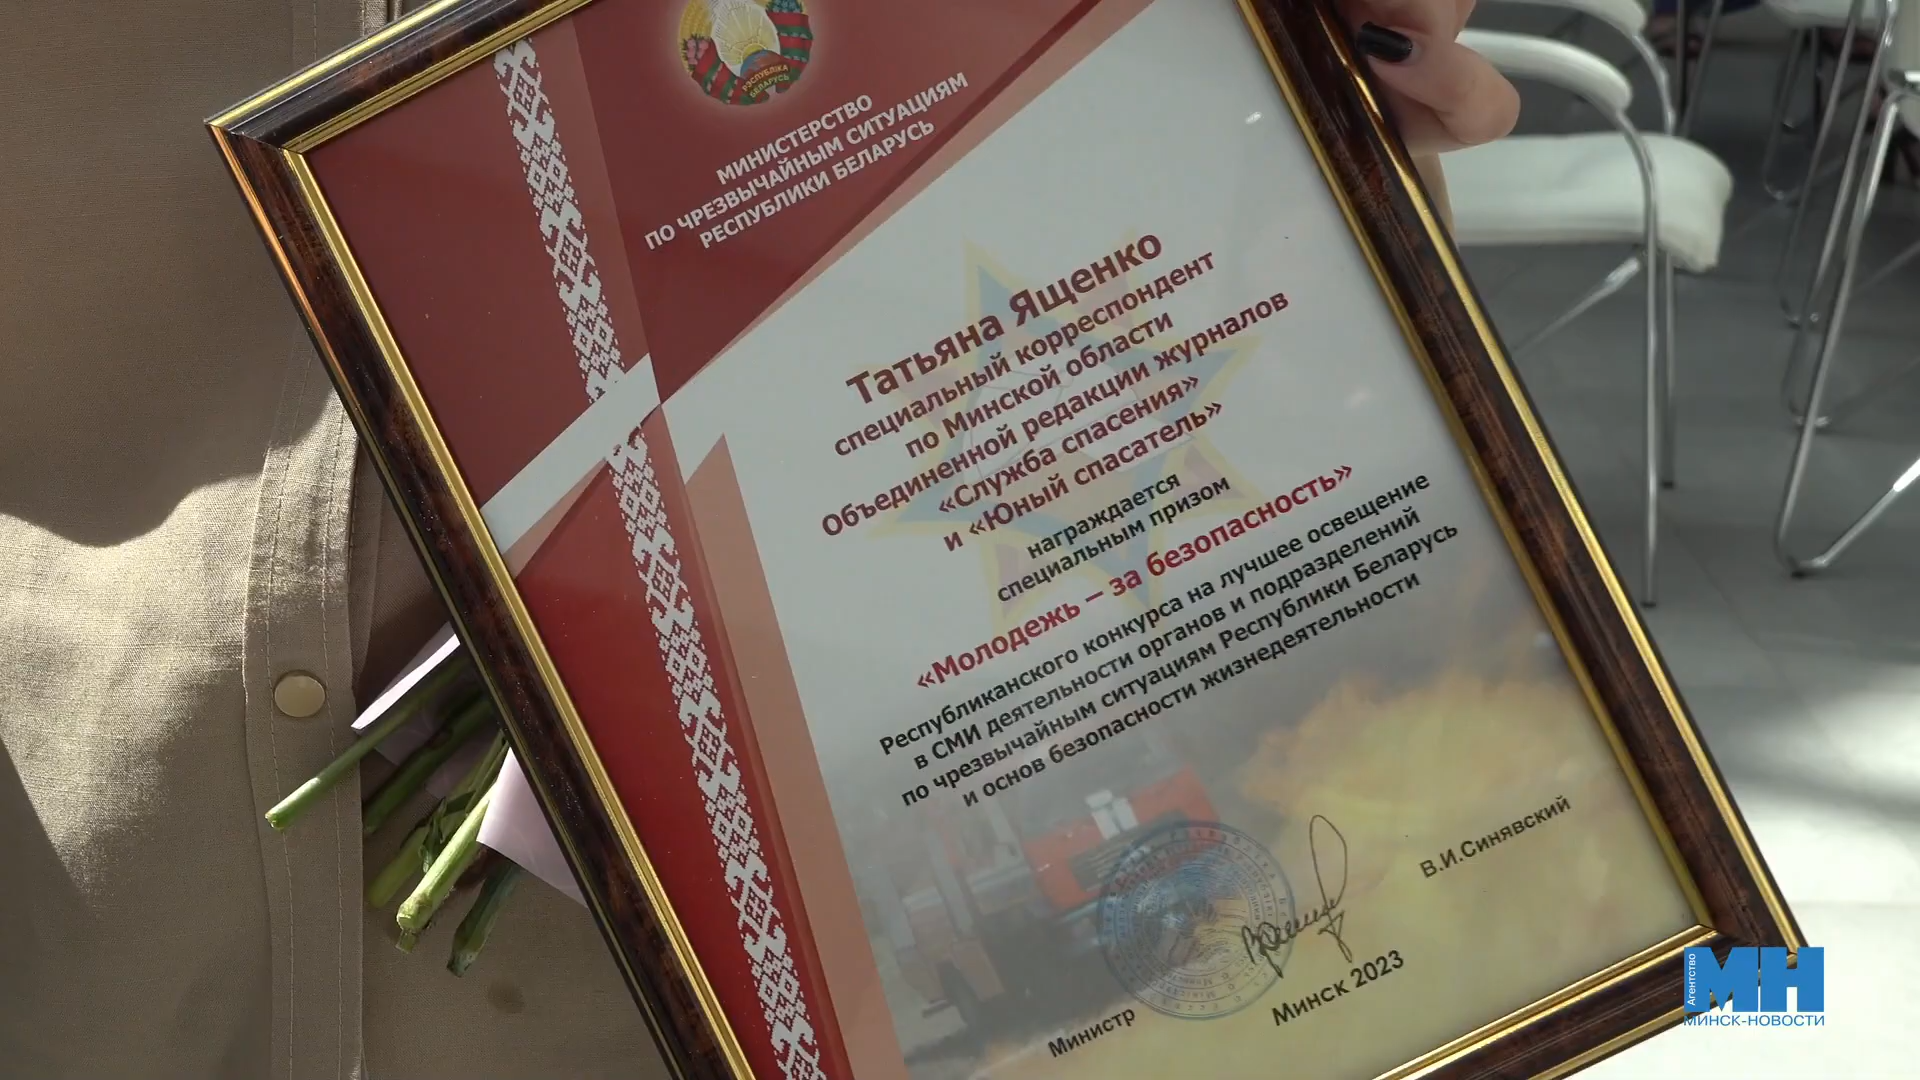 РЭСПУБЛІКА
БЕЛАРУСЬ
МИНИСТЕРСТВО
ПО ЧРЕЗВЫЧАЙНЫМ СИТУАЦИЯМ
РЕСПУБЛИКИ БЕЛАРУСЬ
Татьяна Ященко
специальный корреспондент
по Минской области
Объединенной редакции журналов
«Служба спасения»
и «Юный спасатель»
награждается
специальным призом
«Молодежь – за безопасность»
Республиканского конкурса на лучшее освещение
в СМИ деятельности органов и подразделений
по чрезвычайным ситуациям Республики Беларусь
и основ безопасности жизнедеятельности
Министр
В.И.Синявский
Минск 2023
Агентство
МН
МИНСК-НОВОСТИ